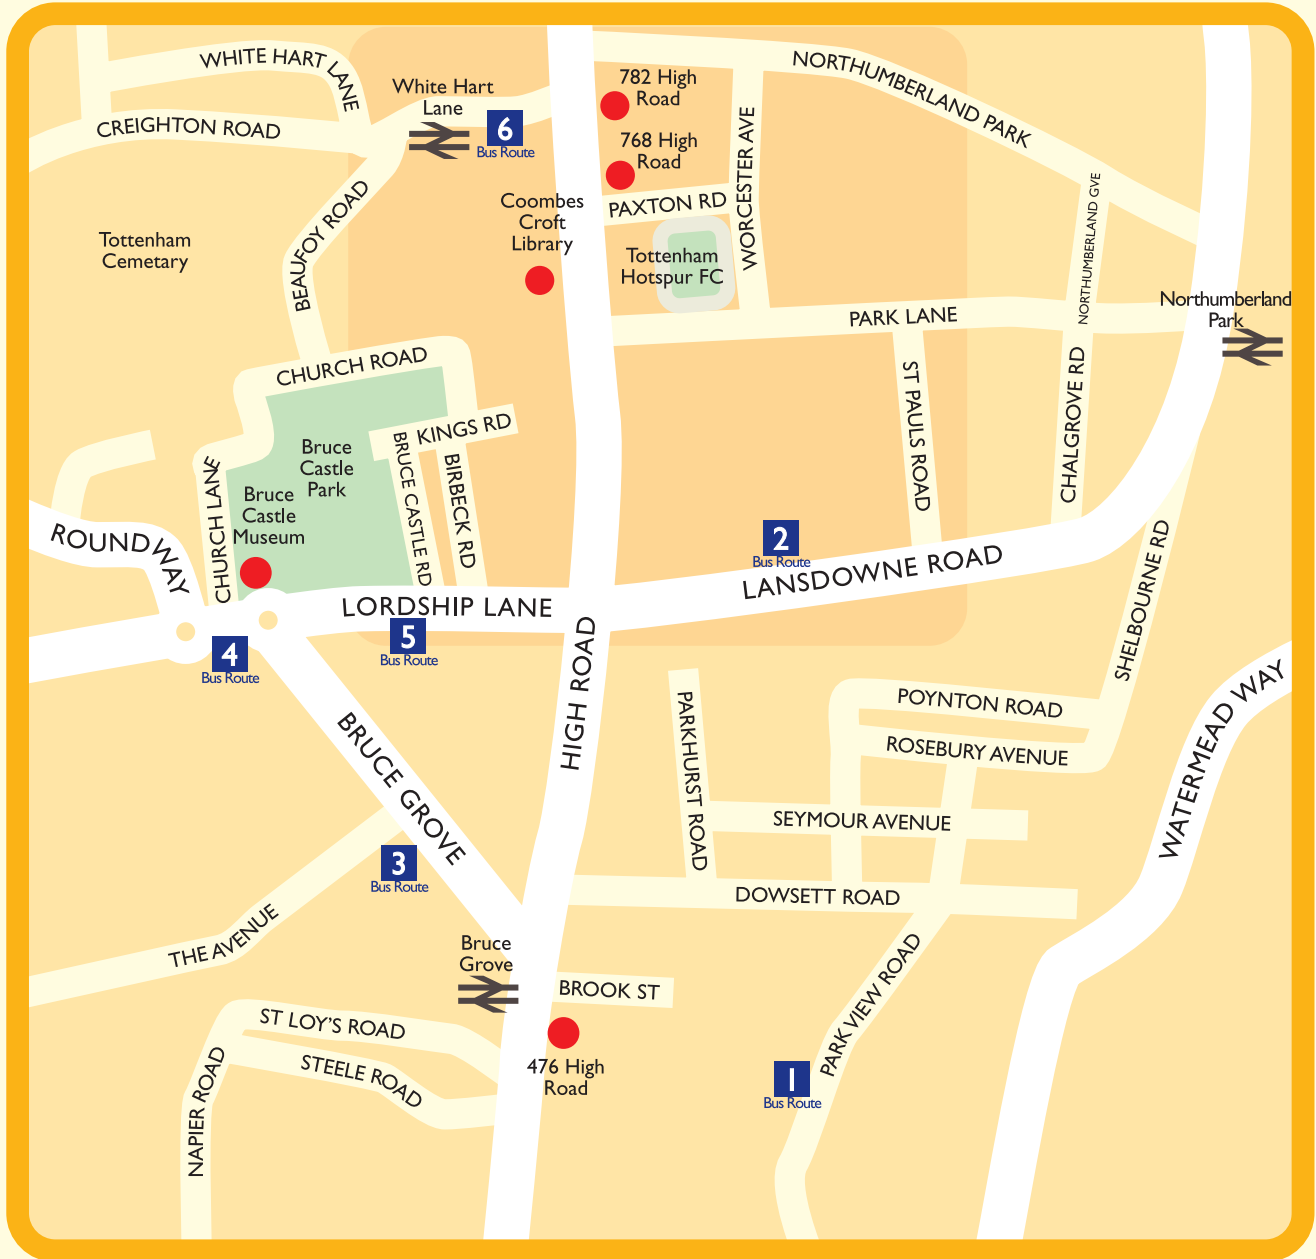 WHITE HART LANE
CREIGHTON ROAD
White Hart
Lane
6
Bus Route
782 High
Road
768 High
Road
NORTHUMBERLAND PARK
WORCESTER AVE
PAXTON RD
Coombes
Croft
Library
Tottenham
Hotspur FC
Tottenham
Cemetary
BEAUFOY ROAD
NORTHUMBERLAND GVE
Northumberland
Park
PARK LANE
CHURCH ROAD
ST PAULS ROAD
CHALGROVE RD
KINGS RD
BRUCE CASTLE RD
BIRBECK RD
Bruce
Castle
Park
Bruce
Castle
Museum
CHURCH LANE
ROUNDWAY
2
Bus Route
LANSDOWNE ROAD
LORDSHIP LANE
5
Bus Route
4
Bus Route
HIGH ROAD
SHELBOURNE RD
WATERMEAD WAY
POYNTON ROAD
ROSEBURY AVENUE
PARKHURST ROAD
SEYMOUR AVENUE
BRUCE GROVE
3
Bus Route
DOWSETT ROAD
THE AVENUE
Bruce
Grove
BROOK ST
PARK VIEW ROAD
ST LOY'S ROAD
STEELE ROAD
NAPIER ROAD
476 High
Road
1
Bus Route